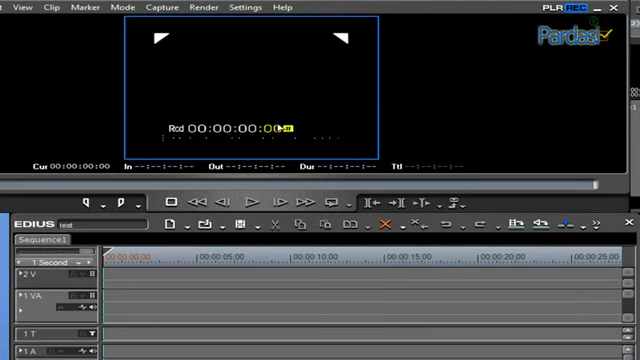 View Clip Marker Mode Capture Render Settings Help
PLR REC
Pardasi
Rcd 00:00:00:00
Cur 00:00:00:00 In --:--:--:-- Out --:--:--:-- Dur --:--:--:-- Ttl --:--:--:--
EDIUS test
Sequence1
1 Second
00:00:00:00 00:00:05:00 00:00:10:00 00:00:15:00 00:00:20:00 00:00:25:00
2 V
1 VA
1 T T
1 A